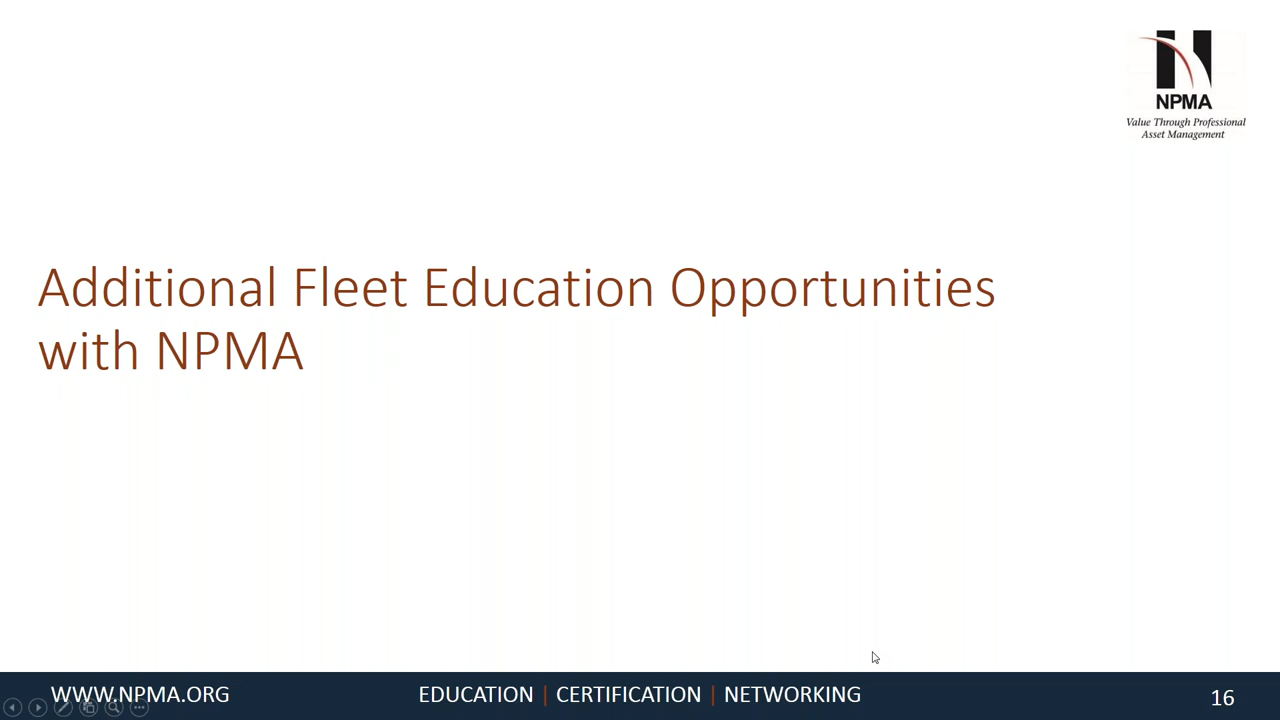 NPMA
Value Through Professional
Asset Management
Additional Fleet Education Opportunities
with NPMA
WWW.NPMA.ORG
EDUCATION | CERTIFICATION | NETWORKING
16